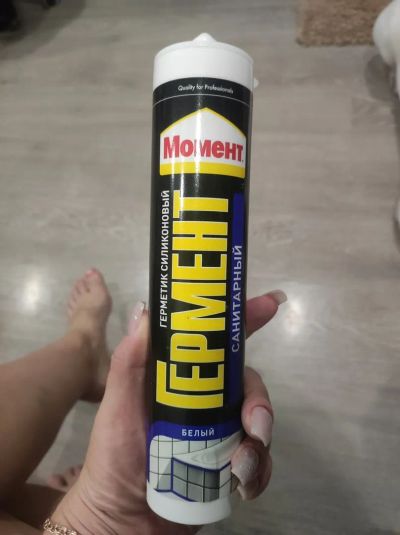 Quality for Professionals
Момент
ГЕРМЕТИК СИЛИКОНОВЫЙ
ГЕРМЕНТ
САНИТАРНЫЙ
БЕЛЫЙ